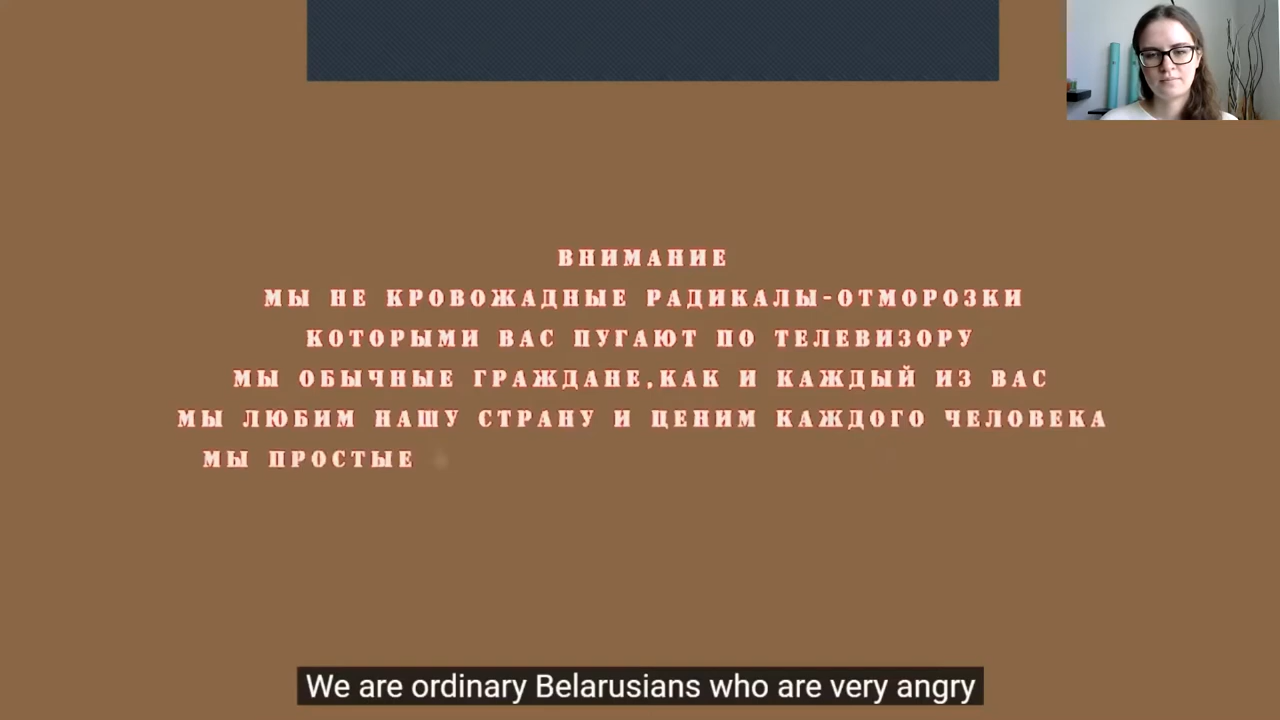 ВНИМАНИЕ
МЫ НЕ КРОВОЖАДНЫЕ РАДИКАЛЫ-ОТМОРОЗКИ
КОТОРЫМИ ВАС ПУГАЮТ ПО ТЕЛЕВИЗОРУ
МЫ ОБЫЧНЫЕ ГРАЖДАНЕ,КАК И КАЖДЫЙ ИЗ ВАС
МЫ ЛЮБИМ НАШУ СТРАНУ И ЦЕНИМ КАЖДОГО ЧЕЛОВЕКА
МЫ ПРОСТЫЕ
We are ordinary Belarusians who are very angry